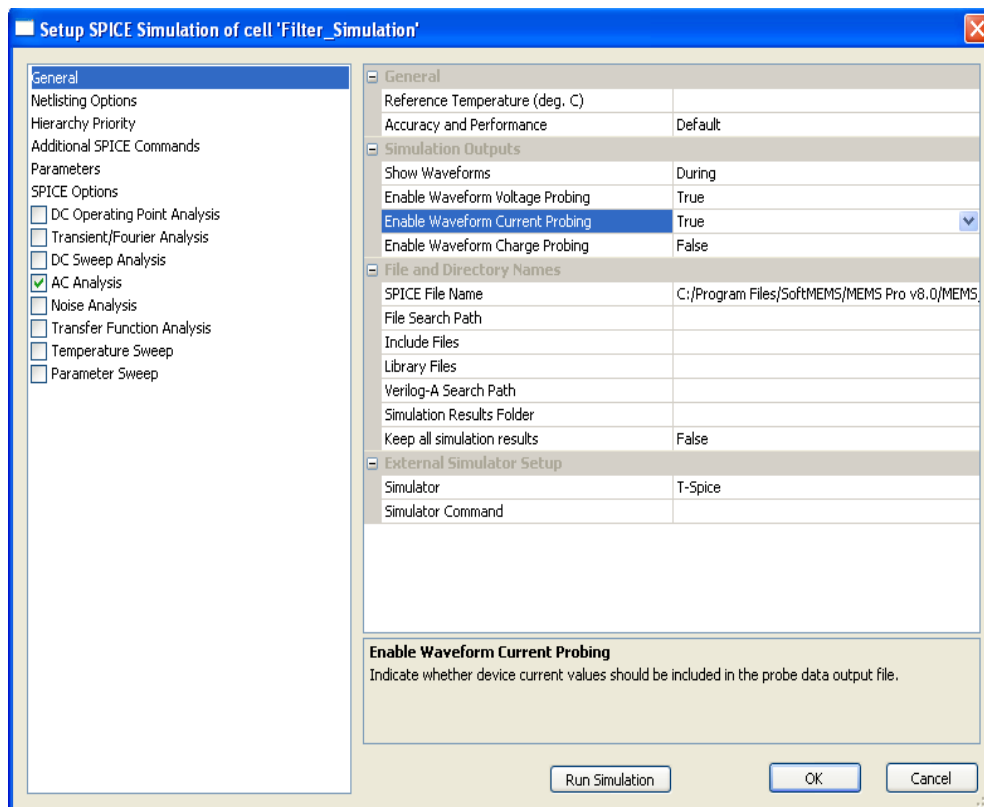 Setup SPICE Simulation of cell 'Filter_Simulation'
General
Netlisting Options
Hierarchy Priority
Additional SPICE Commands
Parameters
SPICE Options
DC Operating Point Analysis
Transient/Fourier Analysis
DC Sweep Analysis
AC Analysis
Noise Analysis
Transfer Function Analysis
Temperature Sweep
Parameter Sweep
General
Reference Temperature (deg. C)
Accuracy and Performance Default
Simulation Outputs
Show Waveforms During
Enable Waveform Voltage Probing True
Enable Waveform Current Probing True
Enable Waveform Charge Probing False
File and Directory Names
SPICE File Name C:/Program Files/SoftMEMS/MEMS Pro v8.0/MEMS_
File Search Path
Include Files
Library Files
Verilog-A Search Path
Simulation Results Folder
Keep all simulation results False
External Simulator Setup
Simulator T-Spice
Simulator Command
Enable Waveform Current Probing
Indicate whether device current values should be included in the probe data output file.
Run Simulation OK Cancel